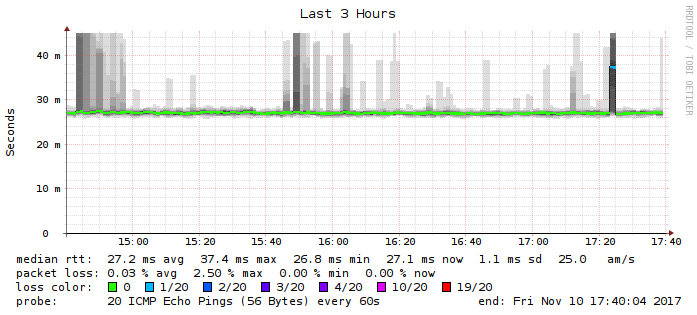 Last 3 Hours
RRDTOOL / TOBI OETIKER
Seconds
40 m
30 m
20 m
10 m
0
15:00 15:20 15:40 16:00 16:20 16:40 17:00 17:20 17:40
median rtt: 27.2 ms avg 37.4 ms max 26.8 ms min 27.1 ms now 1.1 ms sd 25.0 am/s
packet loss: 0.03 % avg 2.50 % max 0.00 % min 0.00 % now
loss color: 0 1/20 2/20 3/20 4/20 10/20 19/20
probe: 20 ICMP Echo Pings (56 Bytes) every 60s end: Fri Nov 10 17:40:04 2017